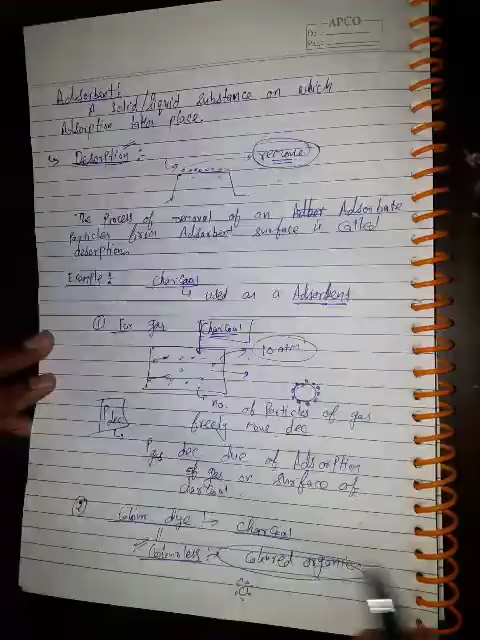 APCO
Adsorbent :
A solid/liquid substance on which
Adsorption takes place.
Desorption :
remove
The Process of removal of an Adsorbate
Particles from Adsorbent surface is called
desorption.
Example : Charcoal
used as a Adsorbent
① For gas Charcoal
10 atm
P dec
no. of Particles of gas
freely move dec
P gas dec due of Adsorption
of gas on surface of
charcoal.
② dye Charcoal
Colourless Coloured organic